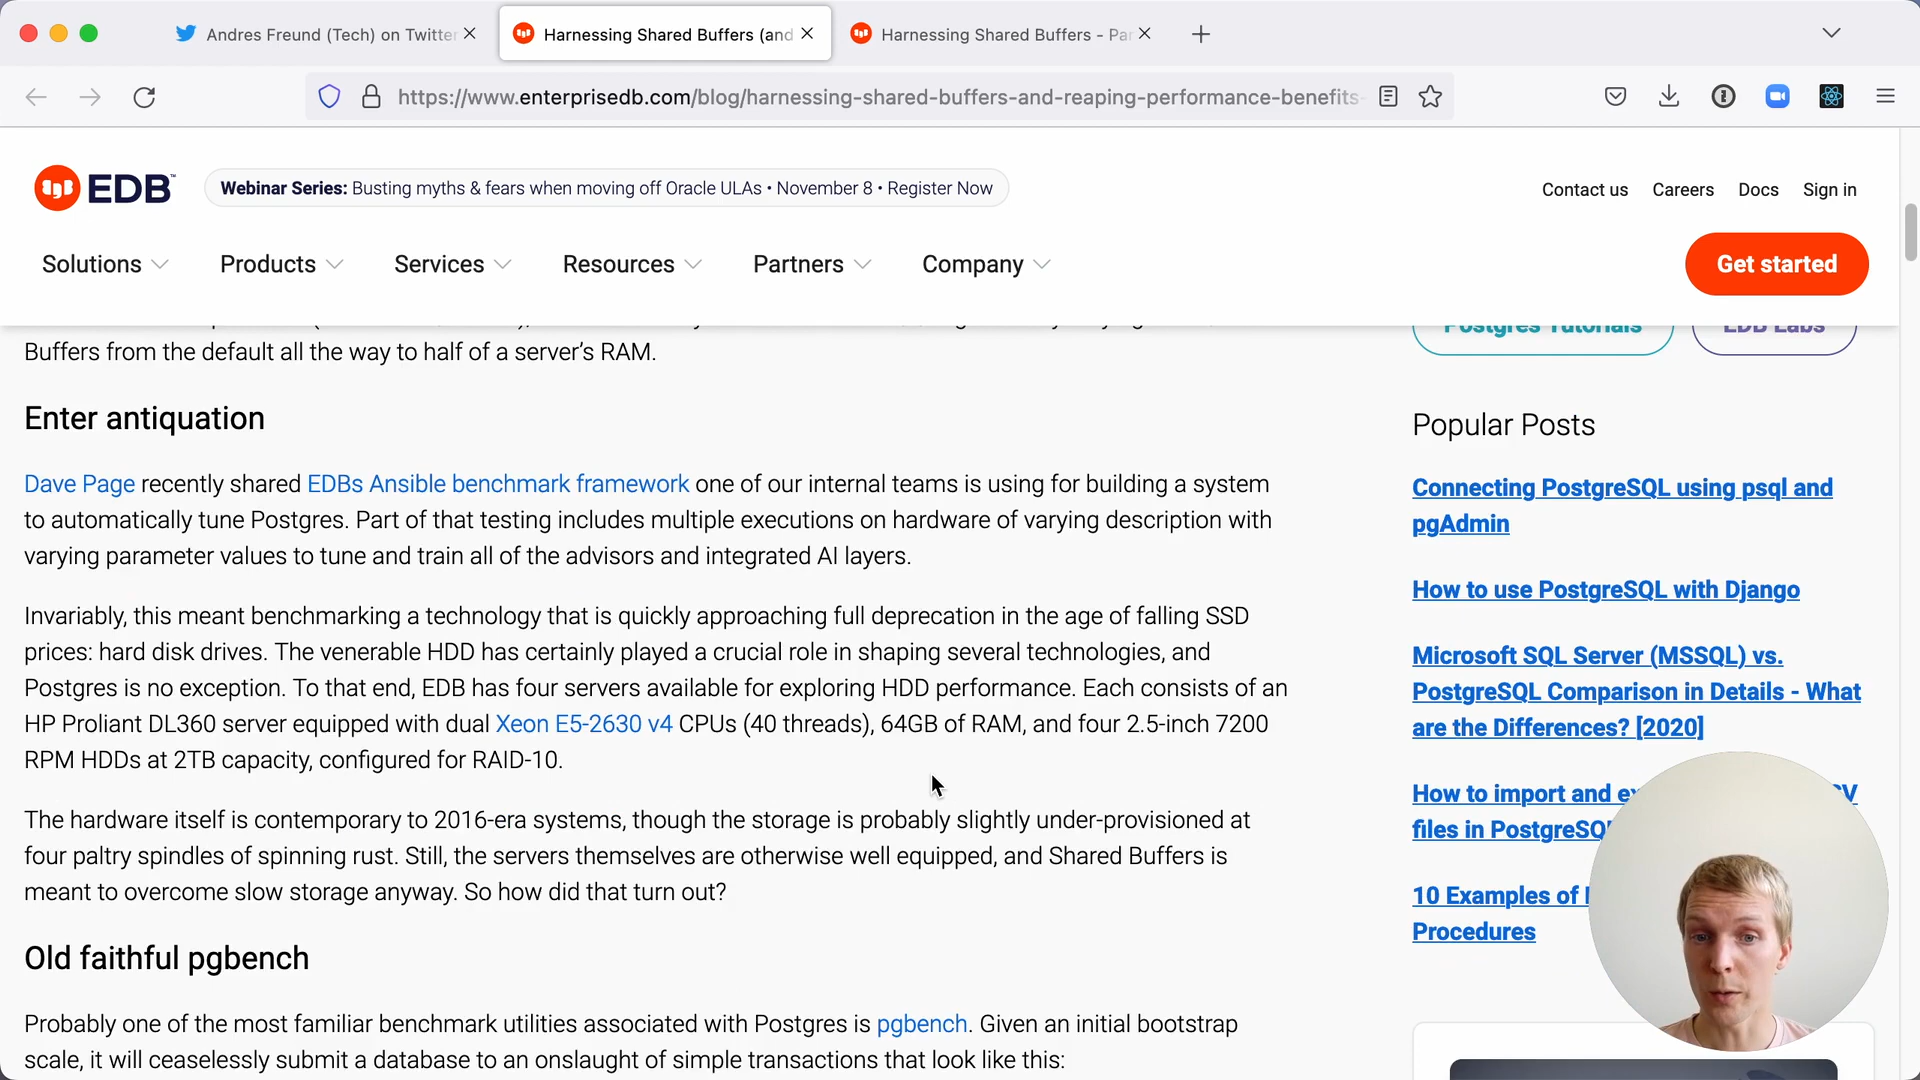 Andres Freund (Tech) on Twitter
Harnessing Shared Buffers (and
Harnessing Shared Buffers - Par
https://www.enterprisedb.com/blog/harnessing-shared-buffers-and-reaping-performance-benefits-
EDB
Webinar Series: Busting myths & fears when moving off Oracle ULAs • November 8 • Register Now
Contact us
Careers
Docs
Sign in
Solutions
Products
Services
Resources
Partners
Company
Get started
Postgres Tutorials
EDB Labs
Buffers from the default all the way to half of a server’s RAM.
Enter antiquation
Dave Page recently shared EDBs Ansible benchmark framework one of our internal teams is using for building a system
to automatically tune Postgres. Part of that testing includes multiple executions on hardware of varying description with
varying parameter values to tune and train all of the advisors and integrated AI layers.
Invariably, this meant benchmarking a technology that is quickly approaching full deprecation in the age of falling SSD
prices: hard disk drives. The venerable HDD has certainly played a crucial role in shaping several technologies, and
Postgres is no exception. To that end, EDB has four servers available for exploring HDD performance. Each consists of an
HP Proliant DL360 server equipped with dual Xeon E5-2630 v4 CPUs (40 threads), 64GB of RAM, and four 2.5-inch 7200
RPM HDDs at 2TB capacity, configured for RAID-10.
The hardware itself is contemporary to 2016-era systems, though the storage is probably slightly under-provisioned at
four paltry spindles of spinning rust. Still, the servers themselves are otherwise well equipped, and Shared Buffers is
meant to overcome slow storage anyway. So how did that turn out?
Old faithful pgbench
Probably one of the most familiar benchmark utilities associated with Postgres is pgbench. Given an initial bootstrap
scale, it will ceaselessly submit a database to an onslaught of simple transactions that look like this:
Popular Posts
Connecting PostgreSQL using psql and
pgAdmin
How to use PostgreSQL with Django
Microsoft SQL Server (MSSQL) vs.
PostgreSQL Comparison in Details - What
are the Differences? [2020]
How to import and
files in PostgreSQL
10 Examples of
Procedures